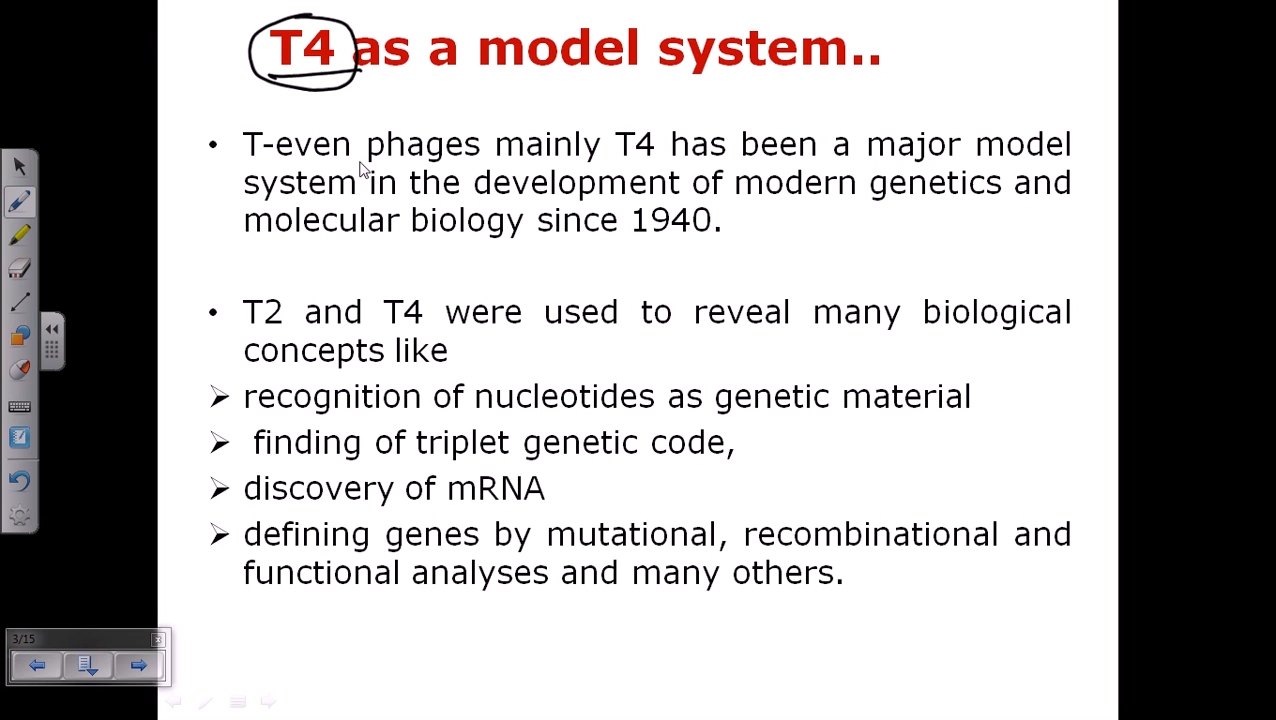 T4 as a model system..
• T-even phages mainly T4 has been a major model
system in the development of modern genetics and
molecular biology since 1940.
• T2 and T4 were used to reveal many biological
concepts like
➢ recognition of nucleotides as genetic material
➢ finding of triplet genetic code,
➢ discovery of mRNA
➢ defining genes by mutational, recombinational and
functional analyses and many others.
3/15